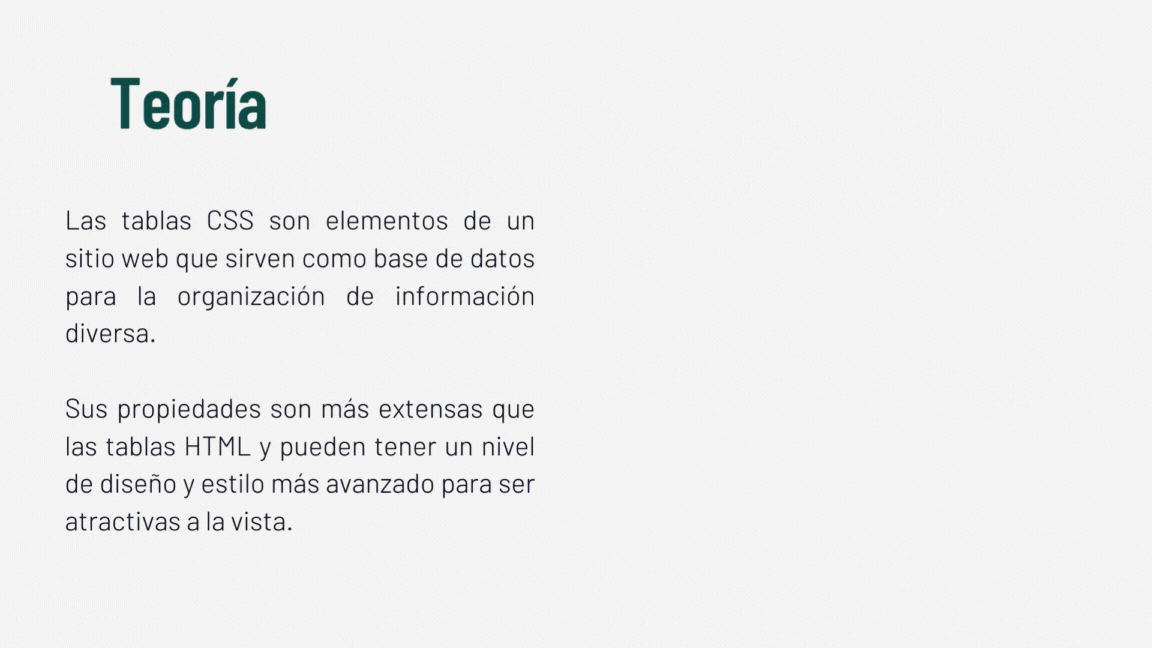 Teoría
Las tablas CSS son elementos de un
sitio web que sirven como base de datos
para la organización de información
diversa.
Sus propiedades son más extensas que
las tablas HTML y pueden tener un nivel
de diseño y estilo más avanzado para ser
atractivas a la vista.